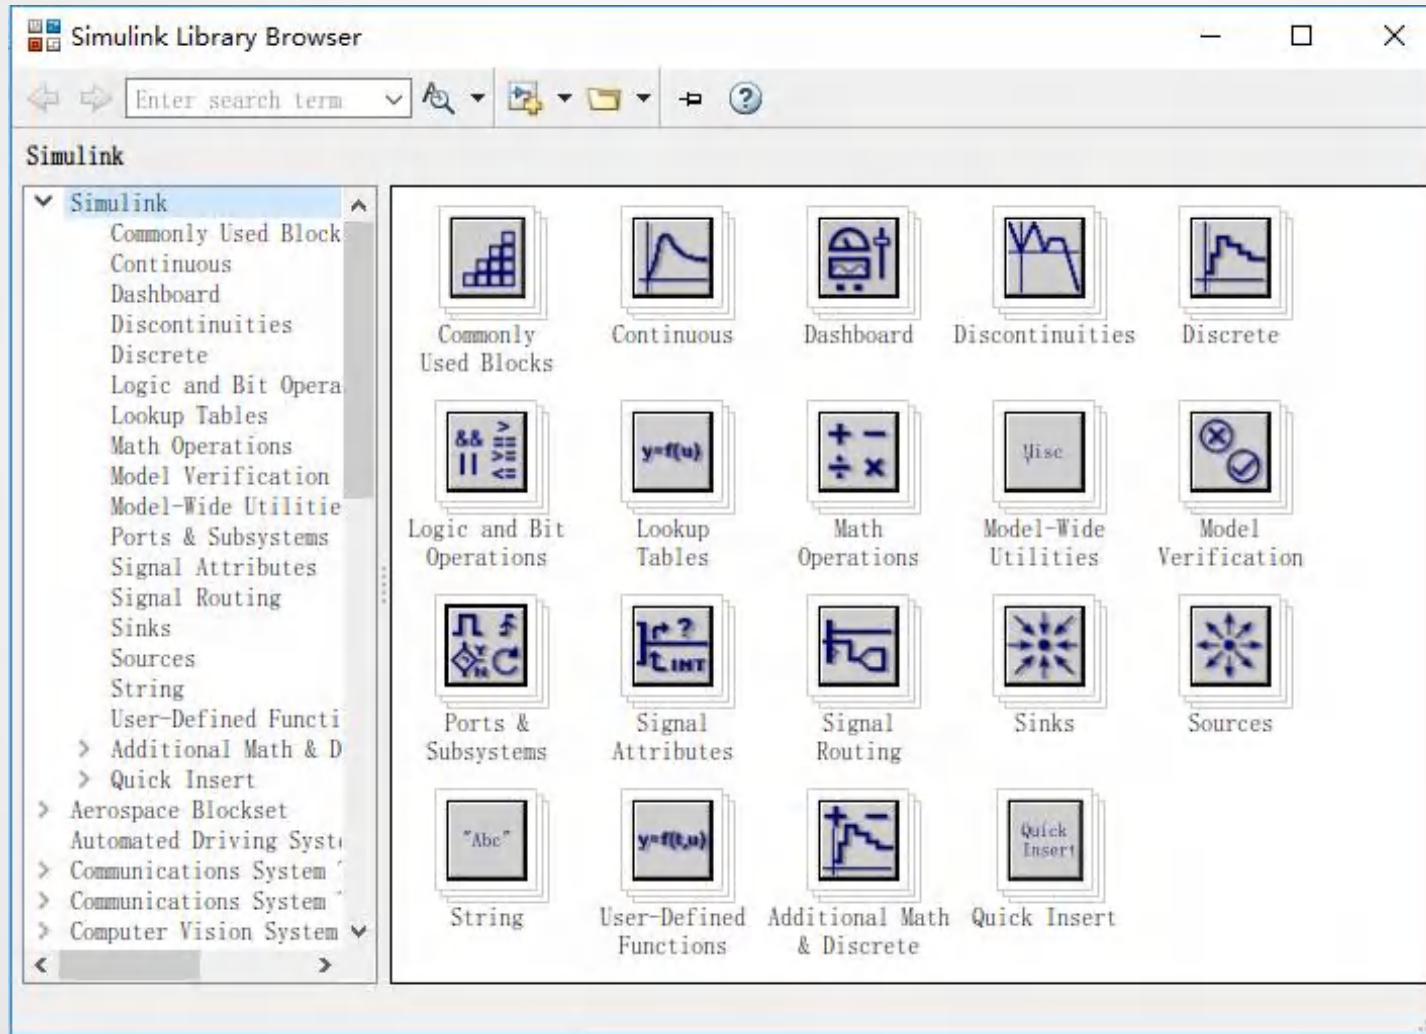 Simulink Library Browser
Enter search term
Simulink
Simulink
Commonly Used Block
Continuous
Dashboard
Discontinuities
Discrete
Logic and Bit Opera
Lookup Tables
Math Operations
Model Verification
Model-Wide Utilitie
Ports & Subsystems
Signal Attributes
Signal Routing
Sinks
Sources
String
User-Defined Functi
Additional Math & D
Quick Insert
Aerospace Blockset
Automated Driving Syst
Communications System
Communications System
Computer Vision System
Commonly
Used Blocks
Continuous
Dashboard
Discontinuities
Discrete
&& > == >= <=
||
y=f(u)
+ − ÷ ×
Misc
Logic and Bit
Operations
Lookup
Tables
Math
Operations
Model-Wide
Utilities
Model
Verification
Y
N
?
INT
Ports &
Subsystems
Signal
Attributes
Signal
Routing
Sinks
Sources
"Abc"
y=f(t,u)
+ −
Quick
Insert
String
User-Defined
Functions
Additional Math
& Discrete
Quick Insert